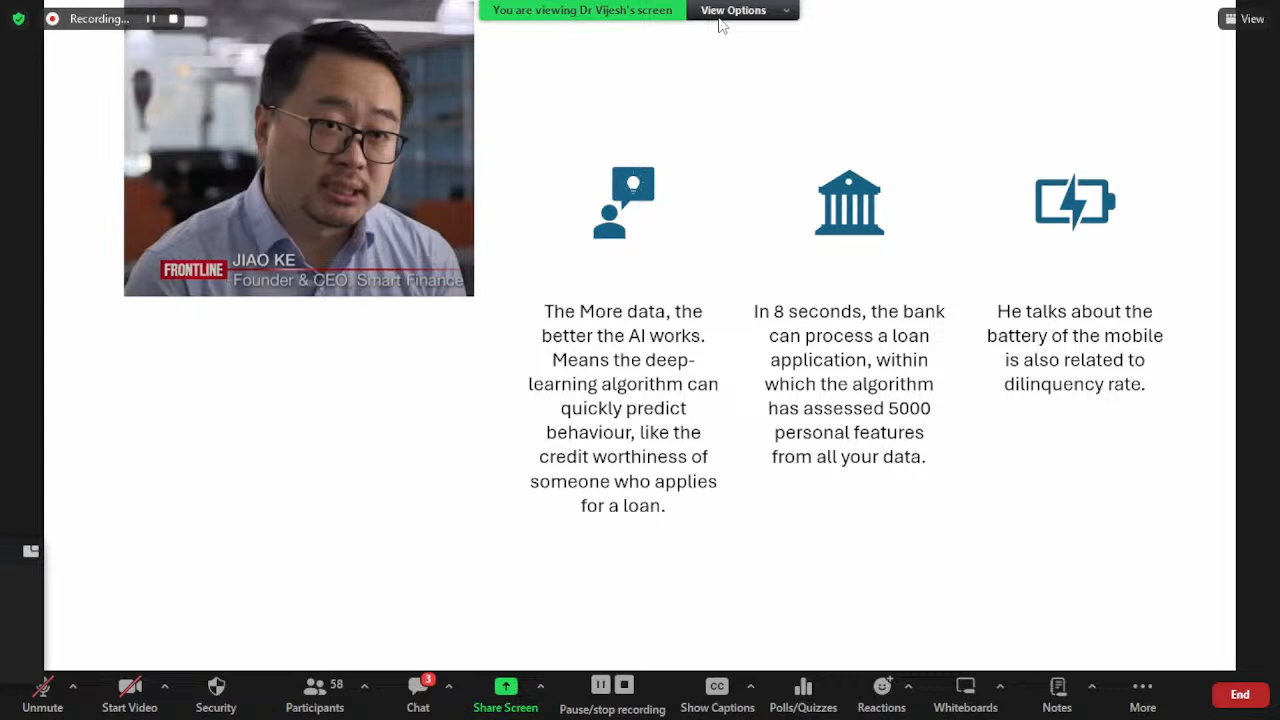 Recording...
You are viewing Dr Vijesh's screen
View Options
View
FRONTLINE
JIAO KE
Founder & CEO, Smart Finance
The More data, the
better the AI works.
Means the deep-
learning algorithm can
quickly predict
behaviour, like the
credit worthiness of
someone who applies
for a loan.
In 8 seconds, the bank
can process a loan
application, within
which the algorithm
has assessed 5000
personal features
from all your data.
He talks about the
battery of the mobile
is also related to
dilinquency rate.
Unmute
Start Video
Security
58
Participants
3
Chat
Share Screen
Pause/stop recording
CC
Show Captions
Polls/Quizzes
Reactions
Whiteboards
Notes
More
End